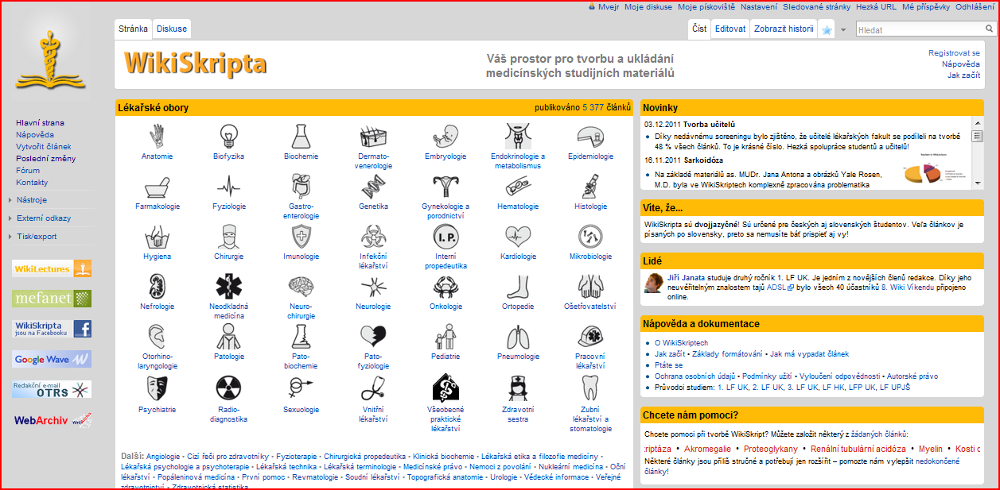 Mvejr Moje diskuse Moje pískoviště Nastavení Sledované stránky Hezká URL Mé příspěvky Odhlášení
Stránka Diskuse
Číst Editovat Zobrazit historii Hledat
WikiSkripta
Váš prostor pro tvorbu a ukládání
medicínských studijních materiálů
Registrovat se
Nápověda
Jak začít
Hlavní strana
Nápověda
Vytvořit článek
Poslední změny
Fórum
Kontakty
Nástroje
Externí odkazy
Tisk/export
WikiLectures
mefanet
WikiSkripta
jsou na Facebooku
Google Wave
Redakční e-mail
OTRS
WebArchiv
Lékařské obory publikováno 5 377 článků
Anatomie Biofyzika Biochemie Dermato-
venerologie Embryologie Endokrinologie a
metabolismus Epidemiologie
Farmakologie Fyziologie Gastro-
enterologie Genetika Gynekologie a
porodnictví Hematologie Histologie
Hygiena Chirurgie Imunologie Infekční
lékařství I.P. Interní
propedeutika Kardiologie Mikrobiologie
Nefrologie Neodkladná
medicína Neuro-
chirurgie Neurologie Onkologie Ortopedie Ošetřovatelství
Otorhino-
laryngologie Patologie Pato-
biochemie Pato-
fyziologie Pediatrie Pneumologie Pracovní
lékařství
Psychiatrie Radio-
diagnostika Sexuologie Vnitřní
lékařství Všeobecné
praktické
lékařství Zdravotní
sestra Zubní
lékařství a
stomatologie
Další: Angiologie - Cizí řeči pro zdravotníky - Fyzioterapie - Chirurgická propedeutika - Klinická biochemie - Lékařská etika a filozofie medicíny -
Lékařská psychologie a psychoterapie - Lékařská technika - Lékařská terminologie - Medicínské právo - Nemoci z povolání - Nukleární medicína - Oční
lékařství - Popáleninová medicína - První pomoc - Revmatologie - Soudní lékařství - Topografická anatomie - Urologie - Vědecké informace - Veřejné
zdravotnictví - Zdravotnická statistika
Novinky
03.12.2011 Tvorba učitelů
Díky nedávnému screeningu bylo zjištěno, že učitelé lékařských fakult se podíleli na tvorbě
48 % všech článků. To je krásné číslo. Hezká spolupráce studentů a učitelů!
16.11.2011 Sarkoidóza
Na základě materiálů as. MUDr. Jana Antona a obrázků Yale Rosen,
M.D. byla ve WikiSkriptech komplexně zpracována problematika
Víte, že...
WikiSkripta sú dvojjazyčné! Sú určené pre českých aj slovenských študentov. Veľa článkov je
písaných po slovensky, preto sa nemusíte báť prispieť aj vy!
Lidé
Jiří Janata studuje druhý ročník 1. LF UK. Je jedním z novějších členů redakce. Díky jeho
neuvěřitelným znalostem tajů ADSL bylo všech 40 účastníků 8. Wiki Víkendu připojeno
online.
Nápověda a dokumentace
O WikiSkriptech
Jak začít • Základy formátování • Jak má vypadat článek
Ptáte se
Ochrana osobních údajů • Podmínky užití • Vyloučení odpovědnosti • Autorské právo
Průvodci studiem: 1. LF UK, 2. LF UK, 3. LF UK, LF HK, LFP UK, LF UPJŠ
Chcete nám pomoci?
Chcete pomoci při tvorbě WikiSkript? Můžete založit některý z žádaných článků:
riptáza • Akromegalie • Proteoglykany • Renální tubulární acidóza • Myelin • Kosti c
Některé články jsou příliš stručné a potřebují jen rozšířit – pomozte nám vylepšit nedokončené
články!